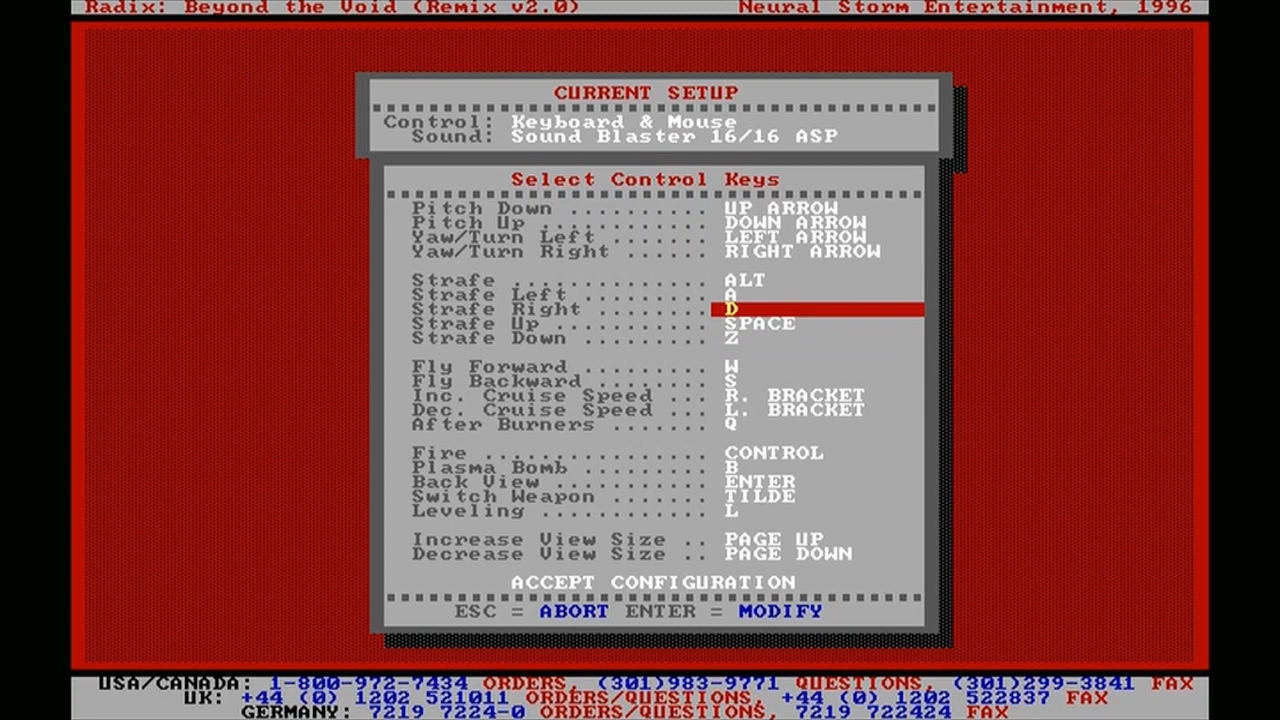 Radix: Beyond the Void (Remix v2.0) Neural Storm Entertainment, 1996
CURRENT SETUP
Control: Keyboard & Mouse
Sound: Sound Blaster 16/16 ASP
Select Control Keys
Pitch Down .......... UP ARROW
Pitch Up ............ DOWN ARROW
Yaw/Turn Left ....... LEFT ARROW
Yaw/Turn Right ...... RIGHT ARROW
Strafe .............. ALT
Strafe Left ......... A
Strafe Right ........ D
Strafe Up ........... SPACE
Strafe Down ......... Z
Fly Forward ......... W
Fly Backward ........ S
Inc. Cruise Speed ... R. BRACKET
Dec. Cruise Speed ... L. BRACKET
After Burners ....... Q
Fire ................ CONTROL
Plasma Bomb ......... B
Back View ........... ENTER
Switch Weapon ....... TILDE
Leveling ............ L
Increase View Size .. PAGE UP
Decrease View Size .. PAGE DOWN
ACCEPT CONFIGURATION
ESC = ABORT ENTER = MODIFY
USA/CANADA: 1-800-972-7434 ORDERS, (301)983-9771 QUESTIONS, (301)299-3841 FAX
UK: +44 (0) 1202 521011 ORDERS/QUESTIONS, +44 (0) 1202 522837 FAX
GERMANY: 7219 7224-0 ORDERS/QUESTIONS, 7219 722424 FAX